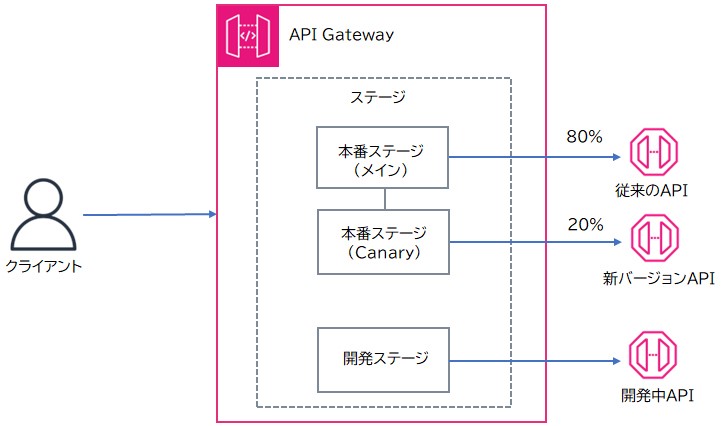 API Gateway
ステージ
本番ステージ
（メイン）
80%
従来のAPI
本番ステージ
（Canary）
20%
新バージョンAPI
クライアント
開発ステージ
開発中API